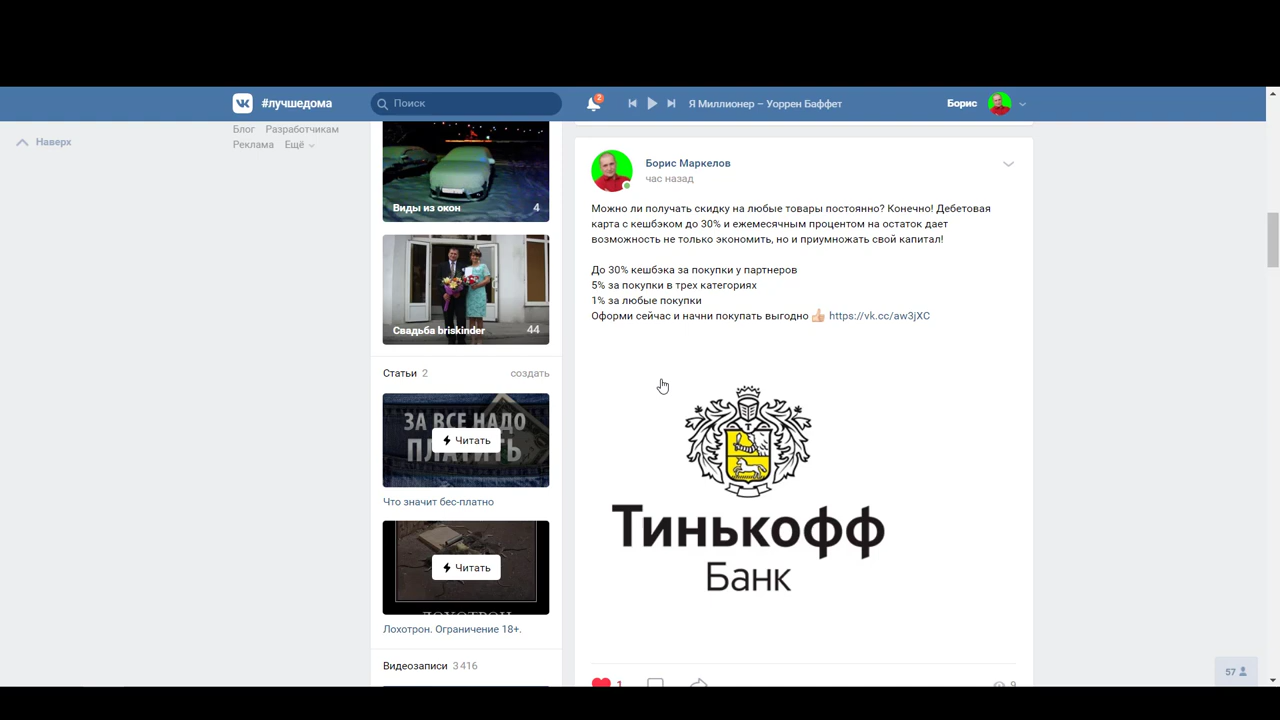 #лучшедома
Поиск
2
Я Миллионер – Уоррен Баффет
Борис
Наверх
Блог Разработчикам
Реклама Ещё
Виды из окон 4
Свадьба briskinder 44
Статьи 2 создать
ЗА ВСЕ НАДО
ПЛАТИТЬ
Читать
Что значит бес-платно
Читать
Лохотрон. Ограничение 18+.
Видеозаписи 3 416
Борис Маркелов
час назад
Можно ли получать скидку на любые товары постоянно? Конечно! Дебетовая
карта с кешбэком до 30% и ежемесячным процентом на остаток дает
возможность не только экономить, но и приумножать свой капитал!
До 30% кешбэка за покупки у партнеров
5% за покупки в трех категориях
1% за любые покупки
Оформи сейчас и начни покупать выгодно https://vk.cc/aw3jXC
Тинькофф
Банк
1
9
57